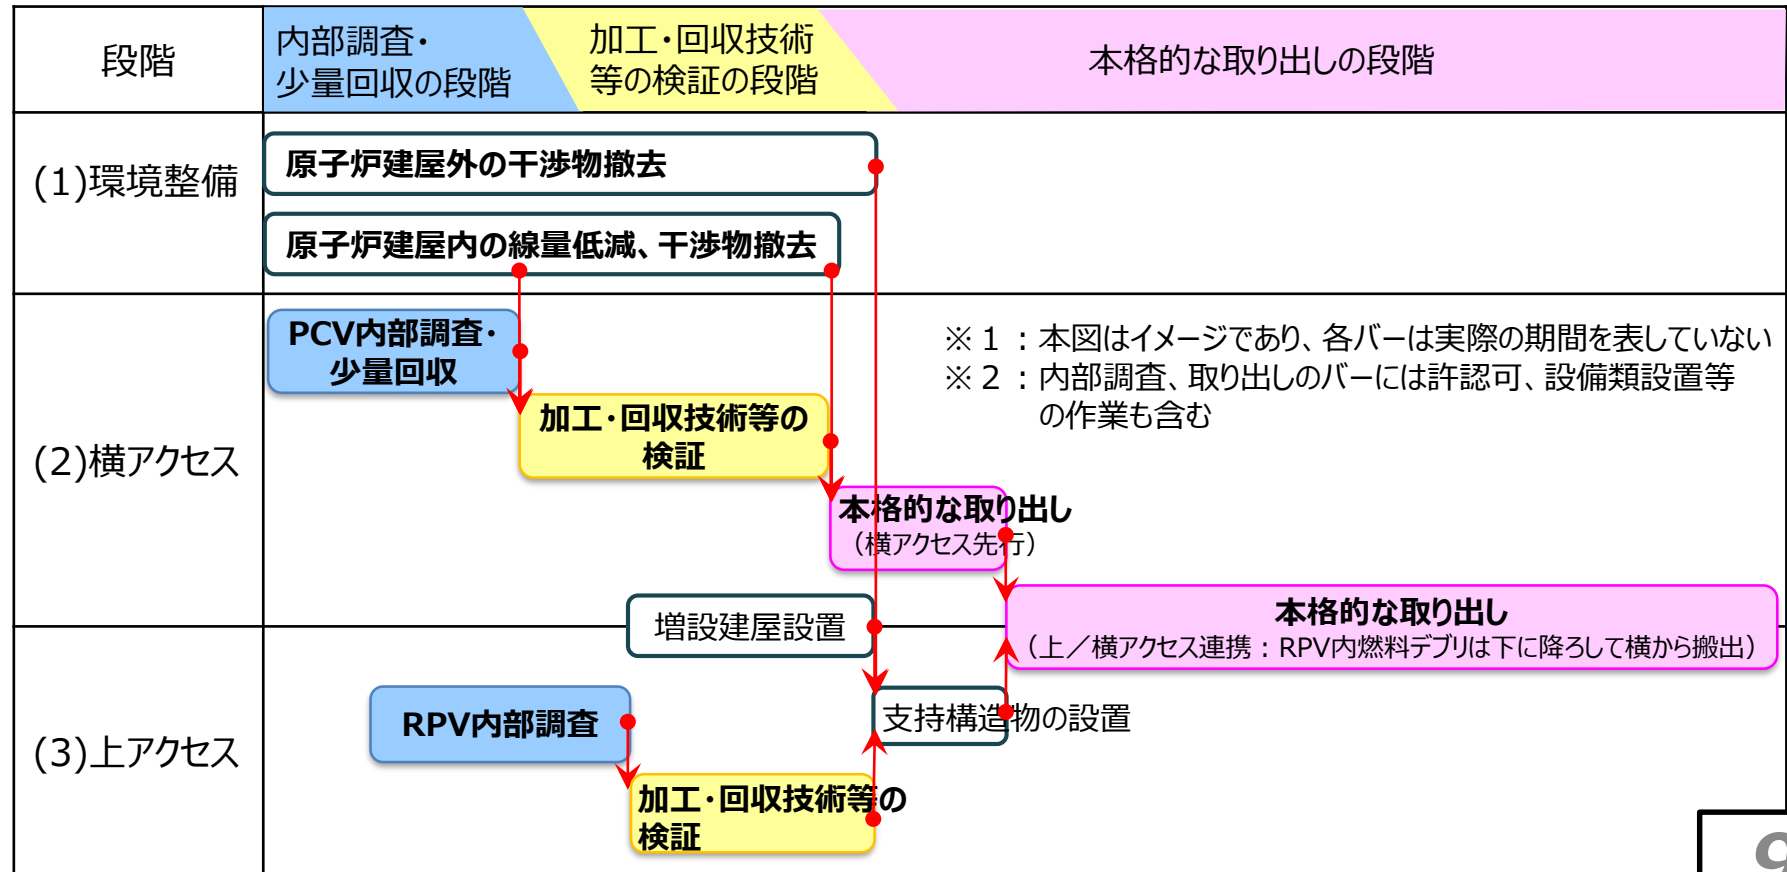 段階
内部調査・
少量回収の段階
加工・回収技術
等の検証の段階
本格的な取り出しの段階
(1)環境整備
原子炉建屋外の干渉物撤去
原子炉建屋内の線量低減、干渉物撤去
(2)横アクセス
PCV内部調査・
少量回収
※１：本図はイメージであり、各バーは実際の期間を表していない
※２：内部調査、取り出しのバーには許認可、設備類設置等
の作業も含む
加工・回収技術等の
検証
本格的な取り出し
（横アクセス先行）
増設建屋設置
本格的な取り出し
（上／横アクセス連携：RPV内燃料デブリは下に降ろして横から搬出）
(3)上アクセス
RPV内部調査
支持構造物の設置
加工・回収技術等の
検証